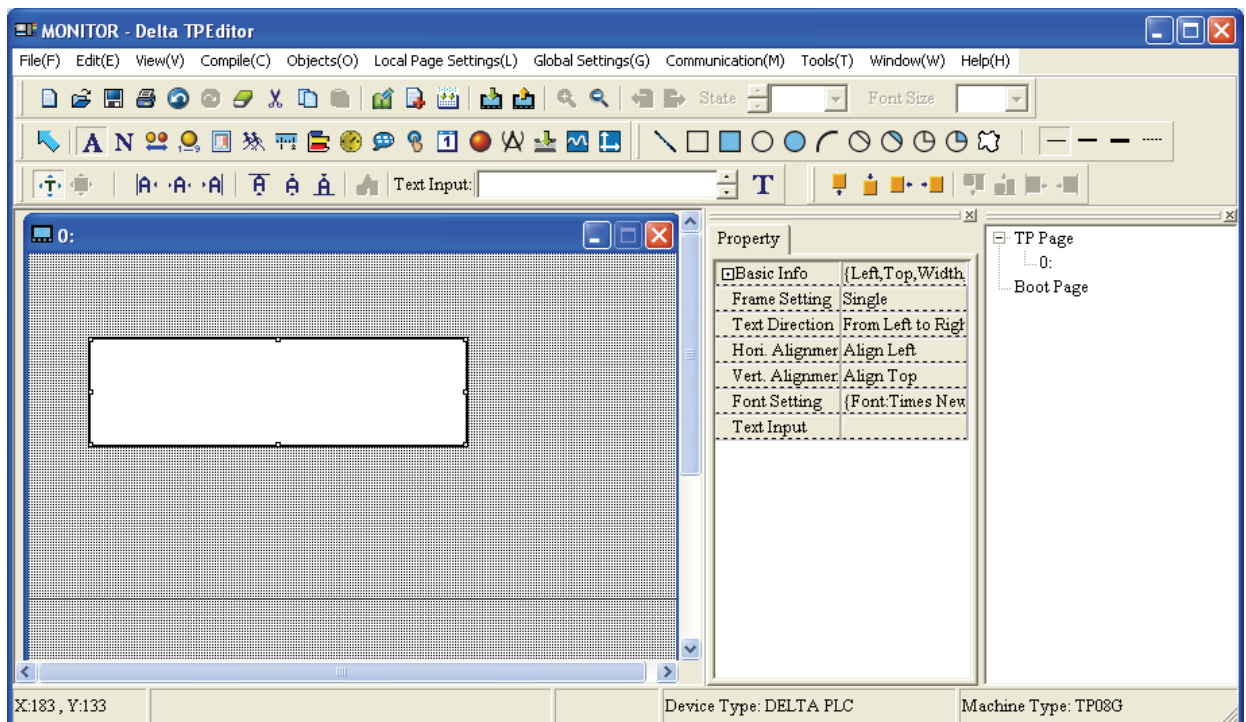 MONITOR - Delta TPEditor
File(F) Edit(E) View(V) Compile(C) Objects(O) Local Page Settings(L) Global Settings(G) Communication(M) Tools(T) Window(W) Help(H)
State Font Size
A N
A A A A A A Text Input: T
0:
Property
Basic Info {Left,Top,Width,
Frame Setting Single
Text Direction From Left to Righ
Hori. Alignmen Align Left
Vert. Alignmen Align Top
Font Setting {Font:Times New
Text Input
TP Page
0:
Boot Page
X:183 , Y:133
Device Type: DELTA PLC
Machine Type: TP08G